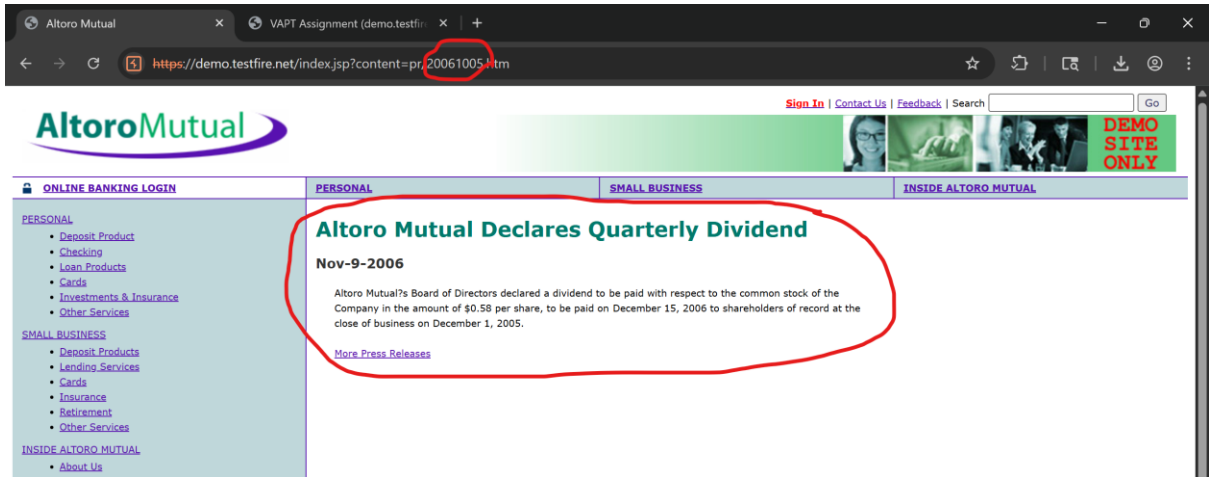 Altoro Mutual
VAPT Assignment (demo.testfir
https://demo.testfire.net/index.jsp?content=pr/20061005.htm
Sign In | Contact Us | Feedback | Search Go
AltoroMutual
DEMO
SITE
ONLY
ONLINE BANKING LOGIN PERSONAL SMALL BUSINESS INSIDE ALTORO MUTUAL
PERSONAL
Deposit Product
Checking
Loan Products
Cards
Investments & Insurance
Other Services
SMALL BUSINESS
Deposit Products
Lending Services
Cards
Insurance
Retirement
Other Services
INSIDE ALTORO MUTUAL
About Us
Altoro Mutual Declares Quarterly Dividend
Nov-9-2006
Altoro Mutual?s Board of Directors declared a dividend to be paid with respect to the common stock of the
Company in the amount of $0.58 per share, to be paid on December 15, 2006 to shareholders of record at the
close of business on December 1, 2005.
More Press Releases